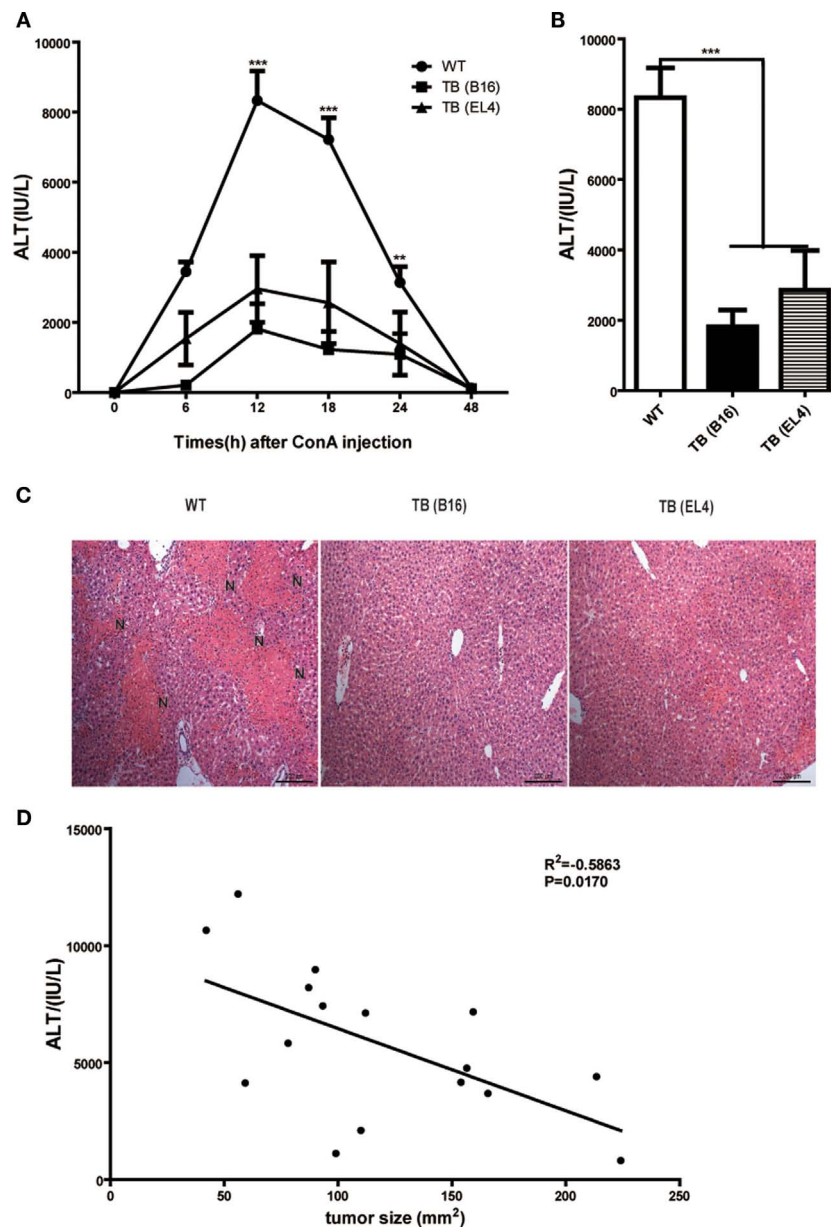 A
ALT(IU/L)
10000
8000
6000
4000
2000
0
*** 
***
**
WT
TB (B16)
TB (EL4)
0 6 12 18 24 48
Times(h) after ConA injection
B
ALT/(IU/L)
10000
8000
6000
4000
2000
0
***
WT
TB (B16)
TB (EL4)
C
WT TB (B16) TB (EL4)
N N
N N
N
N
D
ALT/(IU/L)
15000
10000
5000
0
R²=-0.5863
P=0.0170
0 50 100 150 200 250
tumor size (mm²)